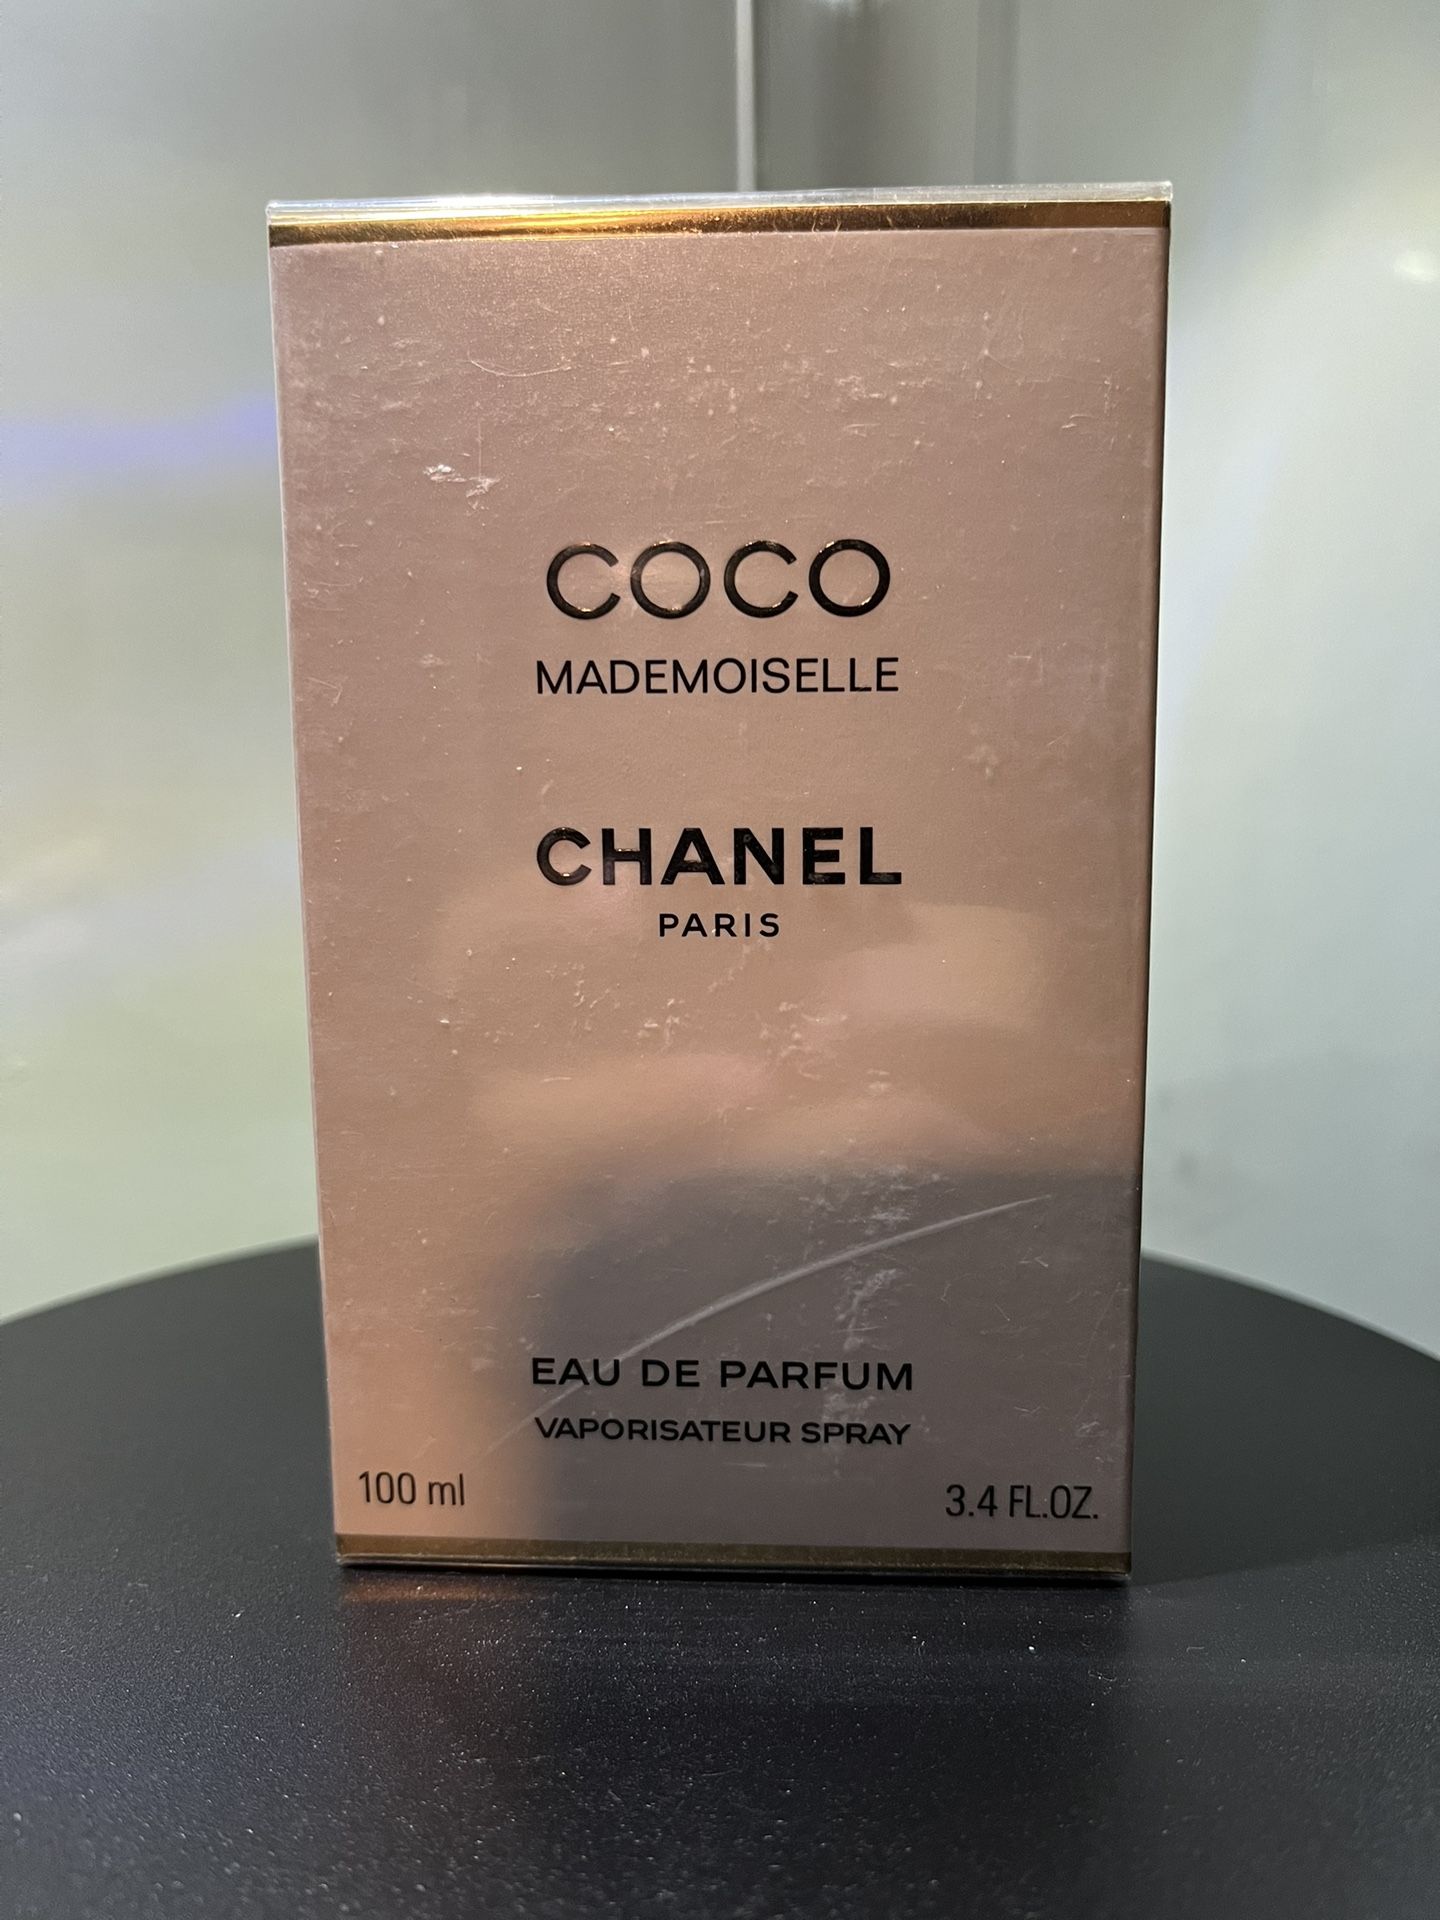 COCO
MADEMOISELLE
CHANEL
PARIS
EAU DE PARFUM
VAPORISATEUR SPRAY
100 ml 3.4 FL.OZ.